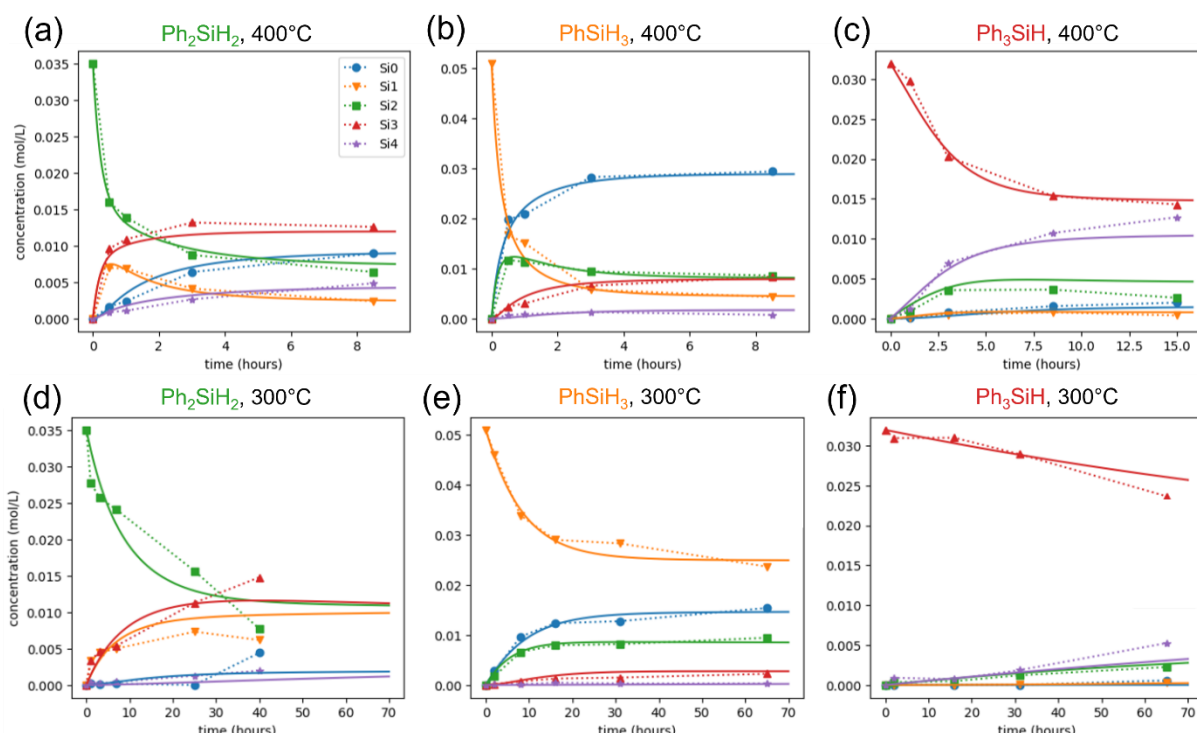 (a) Ph₂SiH₂, 400°C
0.035
0.030
0.025
0.020
0.015
0.010
0.005
0.000
concentration (mol/L)
Si0
Si1
Si2
Si3
Si4
0 2 4 6 8
time (hours)
(b) PhSiH₃, 400°C
0.05
0.04
0.03
0.02
0.01
0.00
0 2 4 6 8
time (hours)
(c) Ph₃SiH, 400°C
0.030
0.025
0.020
0.015
0.010
0.005
0.000
0.0 2.5 5.0 7.5 10.0 12.5 15.0
time (hours)
(d) Ph₂SiH₂, 300°C
0.035
0.030
0.025
0.020
0.015
0.010
0.005
0.000
concentration (mol/L)
0 10 20 30 40 50 60 70
time (hours)
(e) PhSiH₃, 300°C
0.05
0.04
0.03
0.02
0.01
0.00
0 10 20 30 40 50 60 70
time (hours)
(f) Ph₃SiH, 300°C
0.030
0.025
0.020
0.015
0.010
0.005
0.000
0 10 20 30 40 50 60 70
time (hours)